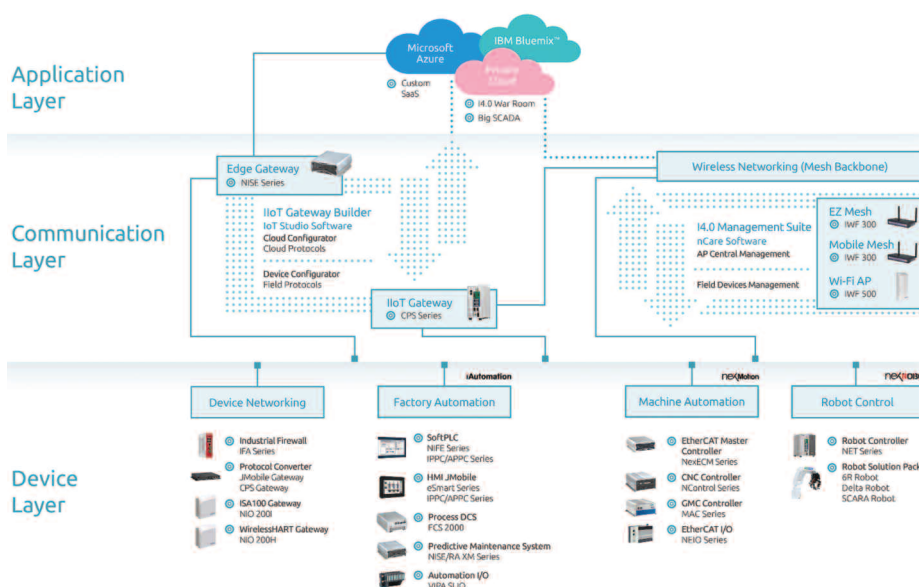 Application
Layer
Microsoft
Azure
IBM Bluemix™
Private
Cloud
Custom
SaaS
I4.0 War Room
Big SCADA
Communication
Layer
Edge Gateway
NISE Series
IIoT Gateway Builder
IoT Studio Software
Cloud Configurator
Cloud Protocols
Device Configurator
Field Protocols
IIoT Gateway
CPS Series
Wireless Networking (Mesh Backbone)
I4.0 Management Suite
nCare Software
AP Central Management
Field Devices Management
EZ Mesh
IWF 300
Mobile Mesh
IWF 300
Wi-Fi AP
IWF 500
Device
Layer
Device Networking
Industrial Firewall
IFA Series
Protocol Converter
JMobile Gateway
CPS Gateway
ISA100 Gateway
NIO 200I
WirelessHART Gateway
NIO 200H
iAutomation
Factory Automation
SoftPLC
NIFE Series
IPPC/APPC Series
HMI JMobile
eSmart Series
IPPC/APPC Series
Process DCS
FCS 2000
Predictive Maintenance System
NISE/RA XM Series
Automation I/O
VIPA SLIO
nexMotion
Machine Automation
EtherCAT Master
Controller
NexECM Series
CNC Controller
NControl Series
GMC Controller
MAC Series
EtherCAT I/O
NEIO Series
Robot Control
Robot Controller
NET Series
Robot Solution Pack
6R Robot
Delta Robot
SCARA Robot